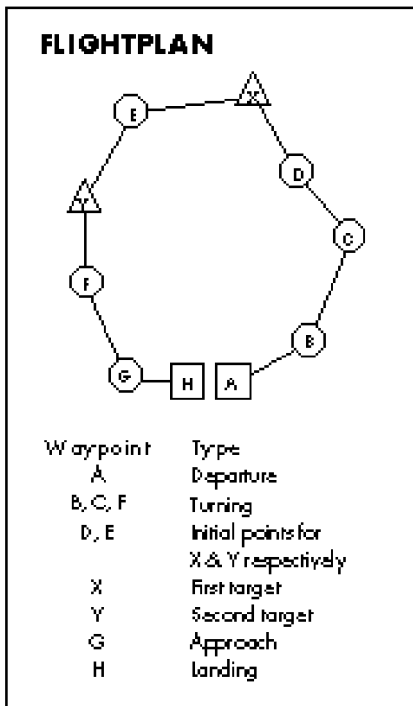 FLIGHTPLAN
E
X
D
Y
C
F
B
G
H
A
Waypoint Type
A Departure
B, C, F Turning
D, E Initial points for
X & Y respectively
X First target
Y Second target
G Approach
H Landing